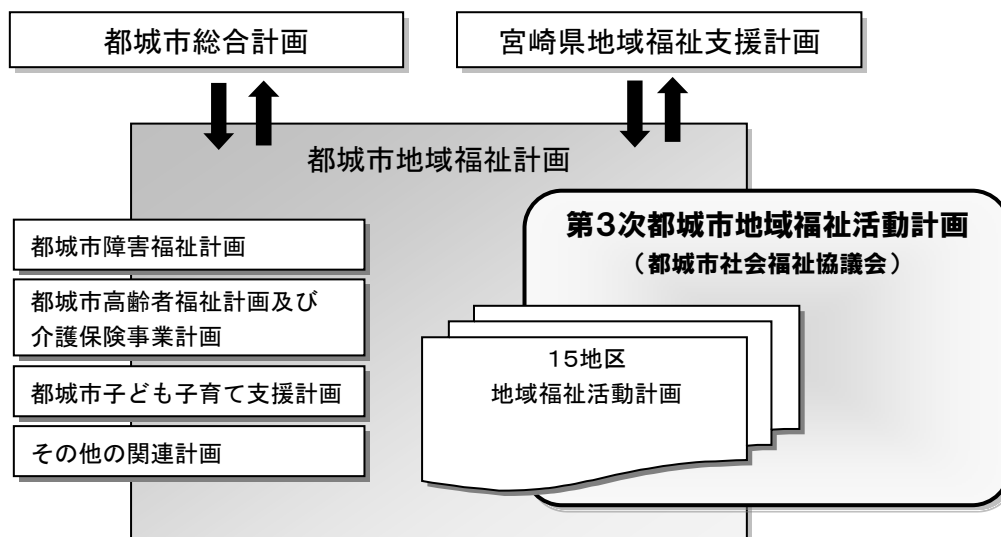 都城市総合計画
宮崎県地域福祉支援計画
都城市地域福祉計画
都城市障害福祉計画
都城市高齢者福祉計画及び
介護保険事業計画
都城市子ども子育て支援計画
その他の関連計画
第3次都城市地域福祉活動計画
（都城市社会福祉協議会）
15地区
地域福祉活動計画